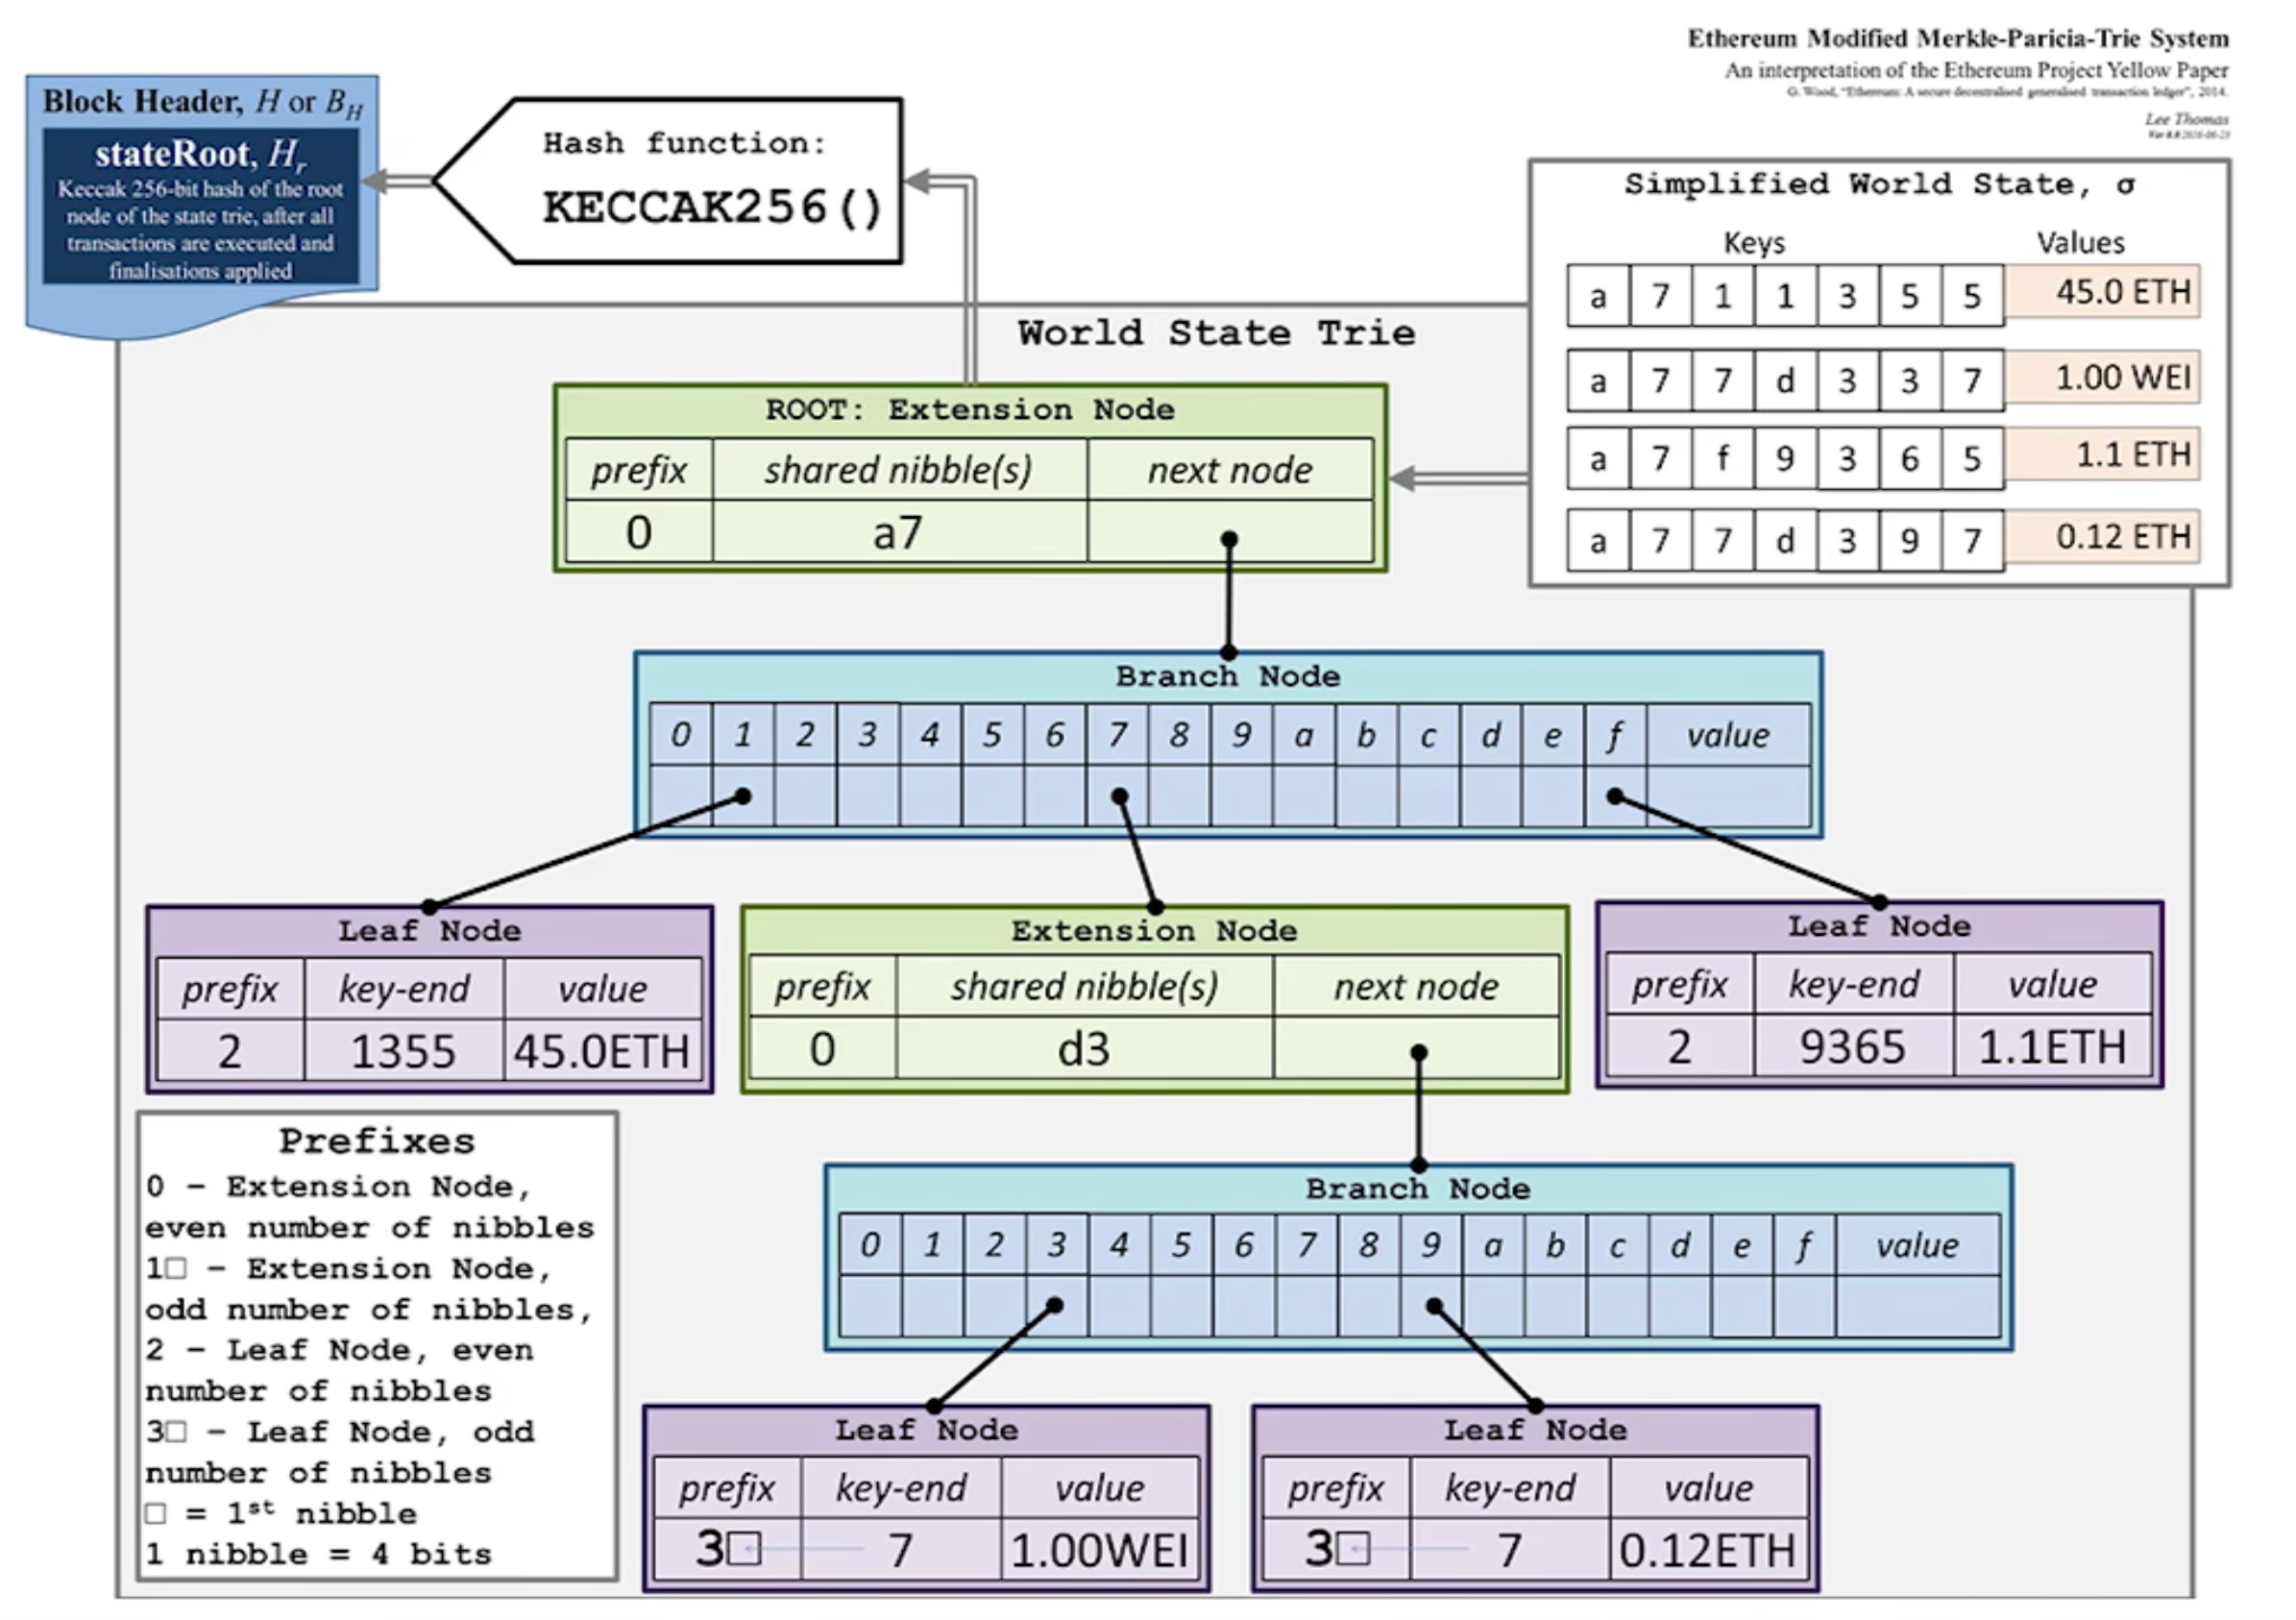 Ethereum Modified Merkle-Paricia-Trie System
An interpretation of the Ethereum Project Yellow Paper
G. Wood, "Ethereum: A secure decentralised generalised transaction ledger", 2014.
Lee Thomas
Block Header, H or B_H
stateRoot, H_r
Keccak 256-bit hash of the root
node of the state trie, after all
transactions are executed and
finalisations applied
Hash function:
KECCAK256()
Simplified World State, σ
Keys Values
a 7 1 1 3 5 5 45.0 ETH
a 7 7 d 3 3 7 1.00 WEI
a 7 f 9 3 6 5 1.1 ETH
a 7 7 d 3 9 7 0.12 ETH
World State Trie
ROOT: Extension Node
prefix shared nibble(s) next node
0 a7
Branch Node
0 1 2 3 4 5 6 7 8 9 a b c d e f value
Leaf Node
prefix key-end value
2 1355 45.0ETH
Extension Node
prefix shared nibble(s) next node
0 d3
Leaf Node
prefix key-end value
2 9365 1.1ETH
Prefixes
0 - Extension Node,
even number of nibbles
1□ - Extension Node,
odd number of nibbles,
2 - Leaf Node, even
number of nibbles
3□ - Leaf Node, odd
number of nibbles
□ = 1st nibble
1 nibble = 4 bits
Branch Node
0 1 2 3 4 5 6 7 8 9 a b c d e f value
Leaf Node
prefix key-end value
3□ 7 1.00WEI
Leaf Node
prefix key-end value
3□ 7 0.12ETH